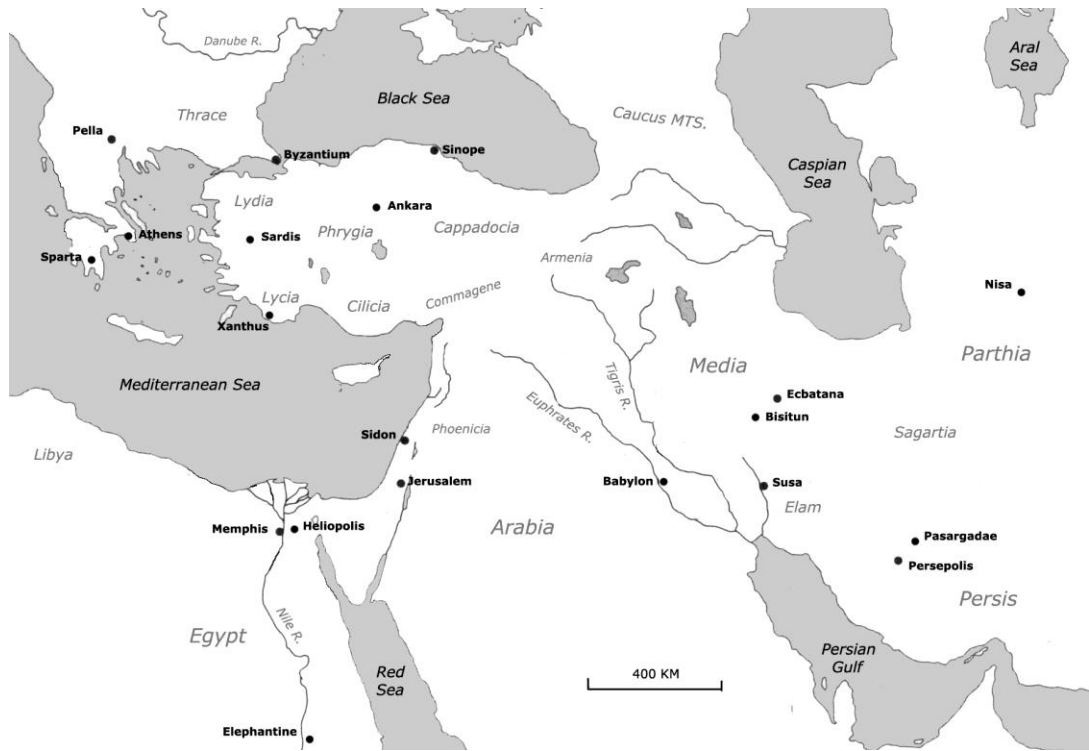 Danube R.
Aral
Sea
Black Sea
Thrace
Caucus MTS.
Pella
Byzantium
Sinope
Caspian
Sea
Lydia
Ankara
Phrygia
Cappadocia
Athens
Sardis
Sparta
Armenia
Nisa
Lycia
Cilicia
Commagene
Xanthus
Parthia
Media
Tigris R.
Mediterranean Sea
Ecbatana
Euphrates R.
Bisitun
Phoenicia
Sagartia
Sidon
Libya
Babylon
Susa
Jerusalem
Elam
Memphis
Heliopolis
Arabia
Pasargadae
Persepolis
Persis
Nile R.
Egypt
Persian
Gulf
Red
Sea
400 KM
Elephantine